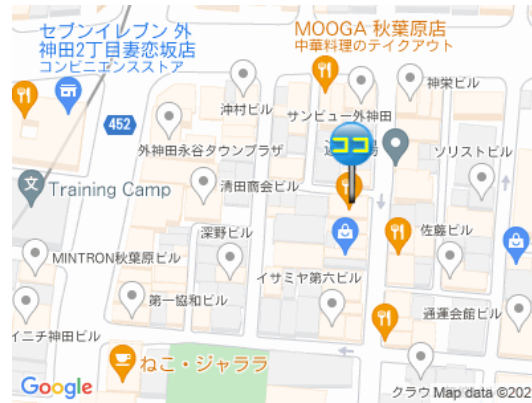 セブンイレブン 外
神田2丁目妻恋坂店
コンビニエンスストア
MOOGA 秋葉原店
中華料理のテイクアウト
神栄ビル
沖村ビル
サンビュー外神田
452
ココ
外神田永谷タウンプラザ
ソリストビル
清田商会ビル
Training Camp
深野ビル
佐藤ビル
MINTRON秋葉原ビル
イサミヤ第六ビル
第一協和ビル
通運会館ビル
イニチ神田ビル
ねこ・ジャララ
Google
クラウ
Map data ©202